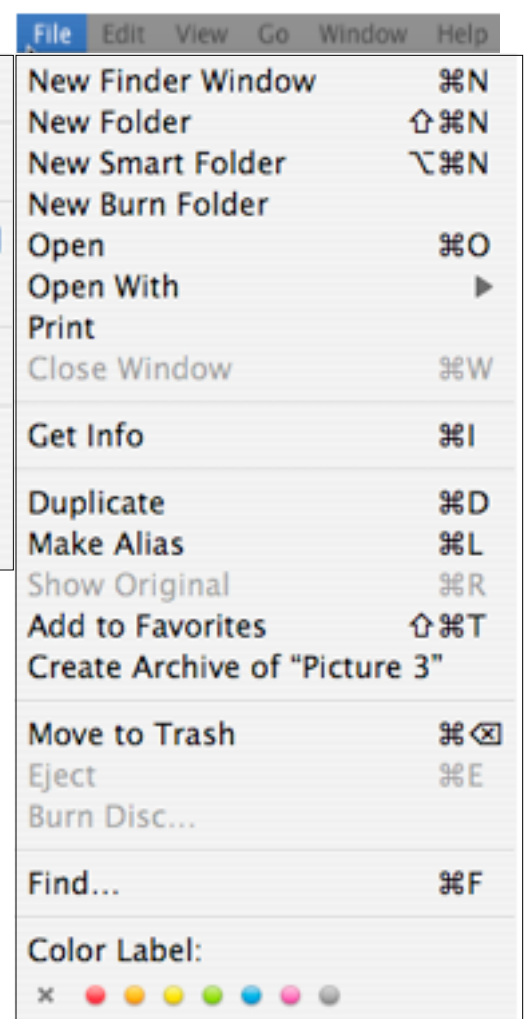 File Edit View Go Window Help
New Finder Window ⌘N
New Folder ⇧⌘N
New Smart Folder ⌥⌘N
New Burn Folder
Open ⌘O
Open With ▶
Print
Close Window ⌘W
Get Info ⌘I
Duplicate ⌘D
Make Alias ⌘L
Show Original ⌘R
Add to Favorites ⇧⌘T
Create Archive of “Picture 3”
Move to Trash ⌘⌫
Eject ⌘E
Burn Disc...
Find... ⌘F
Color Label:
×